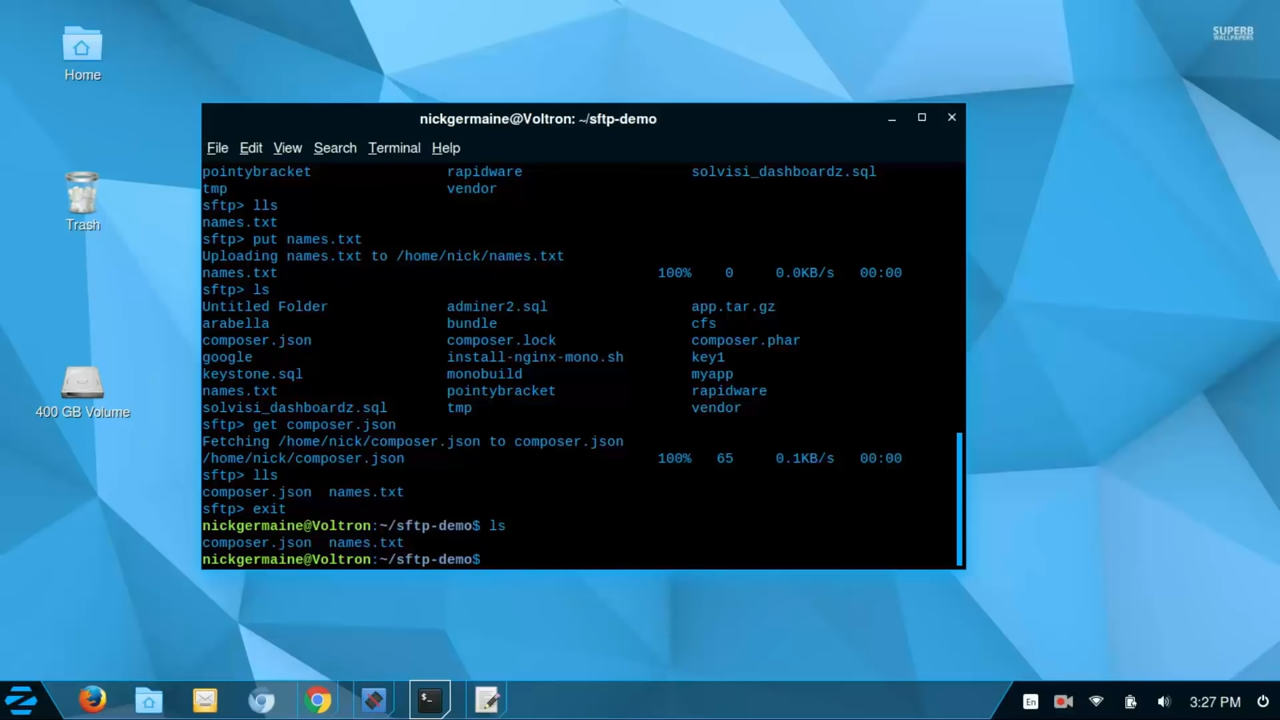 SUPERB
WALLPAPERS
Home
Trash
400 GB Volume
nickgermaine@Voltron: ~/sftp-demo
File Edit View Search Terminal Help
pointybracket rapidware solvisi_dashboardz.sql
tmp vendor
sftp> lls
names.txt
sftp> put names.txt
Uploading names.txt to /home/nick/names.txt
names.txt 100% 0 0.0KB/s 00:00
sftp> ls
Untitled Folder adminer2.sql app.tar.gz
arabella bundle cfs
composer.json composer.lock composer.phar
google install-nginx-mono.sh key1
keystone.sql monobuild myapp
names.txt pointybracket rapidware
solvisi_dashboardz.sql tmp vendor
sftp> get composer.json
Fetching /home/nick/composer.json to composer.json
/home/nick/composer.json 100% 65 0.1KB/s 00:00
sftp> lls
composer.json names.txt
sftp> exit
nickgermaine@Voltron:~/sftp-demo$ ls
composer.json names.txt
nickgermaine@Voltron:~/sftp-demo$
$_
En
3:27 PM